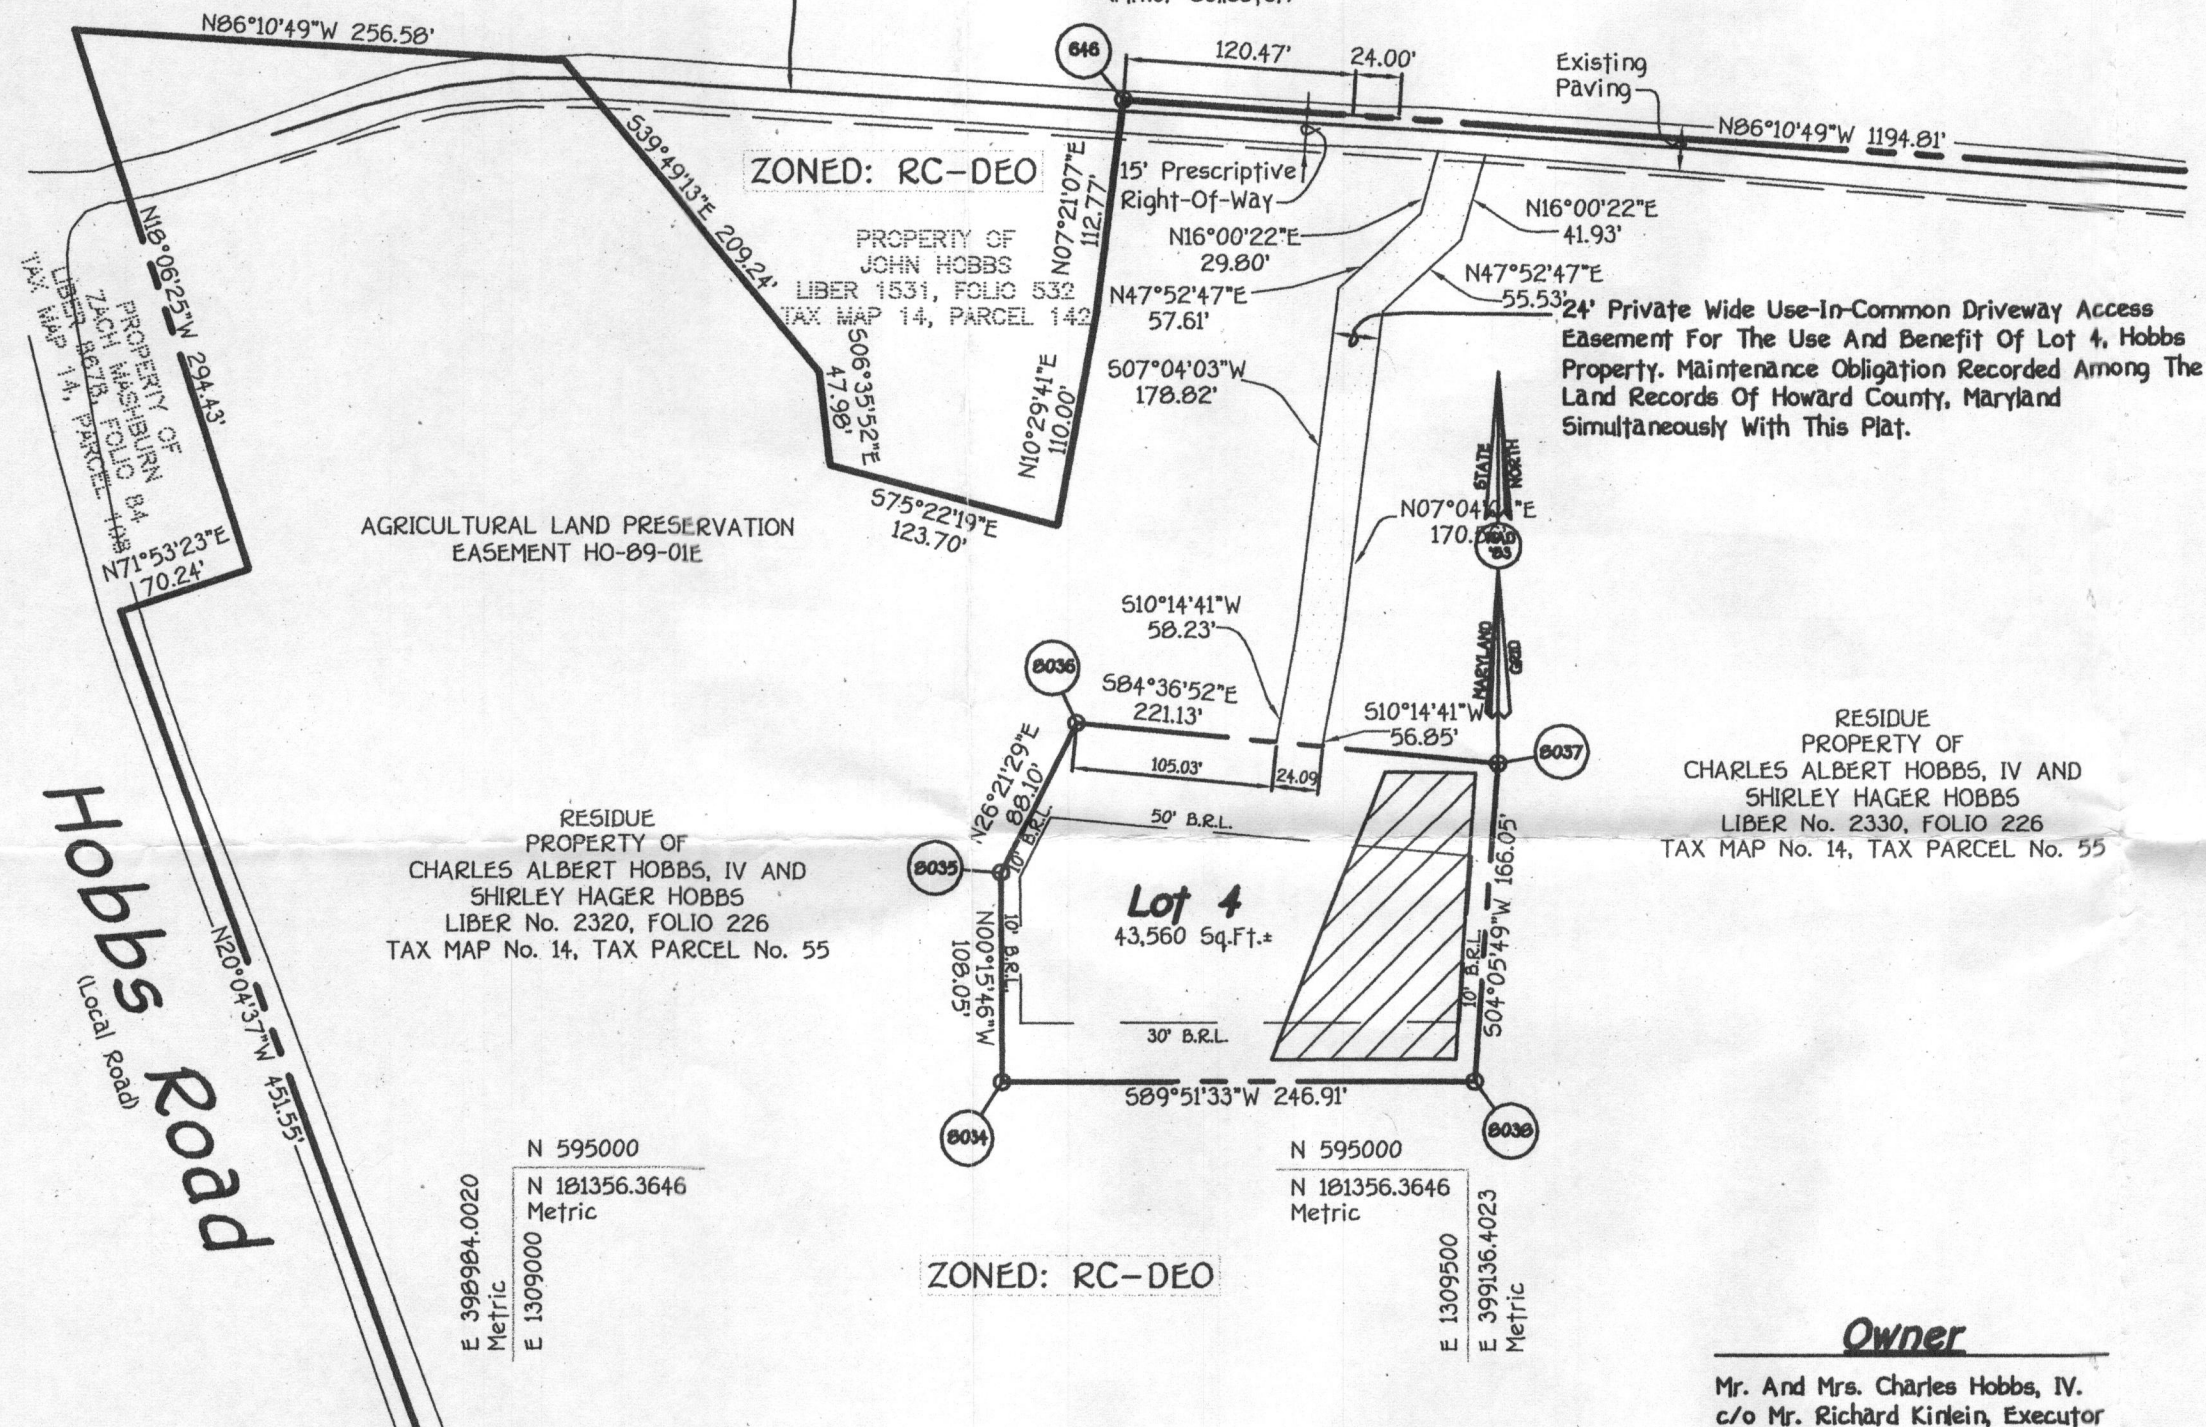 N86°10'49"W 256.58'
646
120.47'
24.00'
Existing
Paving
N86°10'49"W 1194.81'
S39°49'13"E 209.24'
ZONED: RC-DEO
N07°21'07"E
112.77'
15' Prescriptive
Right-Of-Way
PROPERTY OF
JOHN HOBBS
LIBER 1531, FOLIO 532
TAX MAP 14, PARCEL 142
N16°00'22"E
29.80'
N16°00'22"E
41.93'
N47°52'47"E
57.61'
N47°52'47"E
55.53'
24' Private Wide Use-In-Common Driveway Access
Easement For The Use And Benefit Of Lot 4, Hobbs
Property. Maintenance Obligation Recorded Among The
Land Records Of Howard County, Maryland
Simultaneously With This Plat.
N18°06'25"W 294.43'
PROPERTY OF
ZACH MASHBURN
LIBER 8678, FOLIO 84
TAX MAP 14, PARCEL
S06°35'52"E
47.98'
N10°29'41"E
110.00'
S07°04'03"W
178.82'
STATE
NORTH
S75°22'19"E
123.70'
'83
AGRICULTURAL LAND PRESERVATION
EASEMENT HO-89-01E
N71°53'23"E
70.24'
S10°14'41"W
58.23'
MARYLAND
GRID
8036
S84°36'52"E
221.13'
S10°14'41"W
56.85'
8037
105.03'
24.09
N26°21'29"E
88.10'
10' B.R.L.
50' B.R.L.
RESIDUE
PROPERTY OF
CHARLES ALBERT HOBBS, IV AND
SHIRLEY HAGER HOBBS
LIBER No. 2330, FOLIO 226
TAX MAP No. 14, TAX PARCEL No. 55
RESIDUE
PROPERTY OF
CHARLES ALBERT HOBBS, IV AND
SHIRLEY HAGER HOBBS
LIBER No. 2320, FOLIO 226
TAX MAP No. 14, TAX PARCEL No. 55
8035
Lot 4
43,560 Sq.Ft.±
N00°15'46"W
108.05'
10' B.R.L.
10' B.R.L.
S04°05'49"W 166.05'
30' B.R.L.
S89°51'33"W 246.91'
8034
8038
Hobbs Road
(Local Road)
N20°04'37"W 451.55'
N 595000
N 181356.3646
Metric
E 398984.0020
Metric
E 1309000
N 595000
N 181356.3646
Metric
E 1309500
E 399136.4023
Metric
ZONED: RC-DEO
Owner
Mr. And Mrs. Charles Hobbs, IV.
c/o Mr. Richard Kinlein, Executor